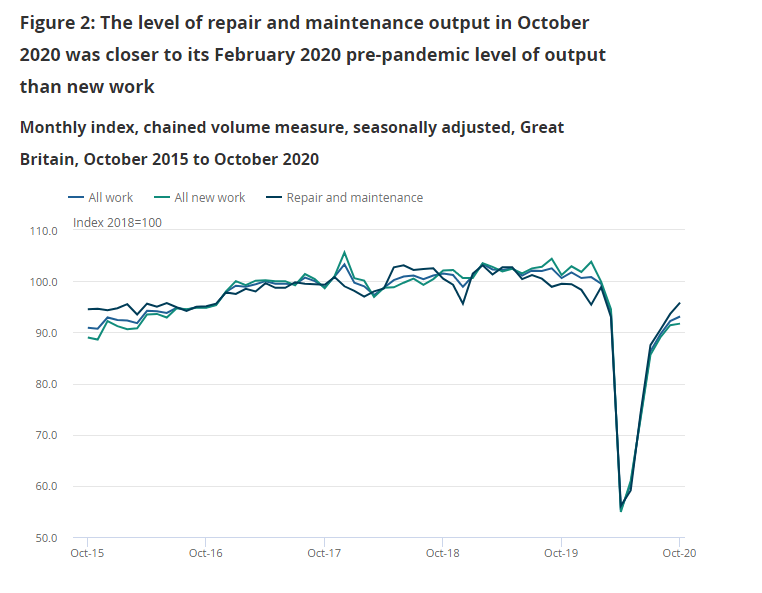 Figure 2: The level of repair and maintenance output in October
2020 was closer to its February 2020 pre-pandemic level of output
than new work
Monthly index, chained volume measure, seasonally adjusted, Great
Britain, October 2015 to October 2020
All work All new work Repair and maintenance
Index 2018=100
110.0
100.0
90.0
80.0
70.0
60.0
50.0
Oct-15 Oct-16 Oct-17 Oct-18 Oct-19 Oct-20